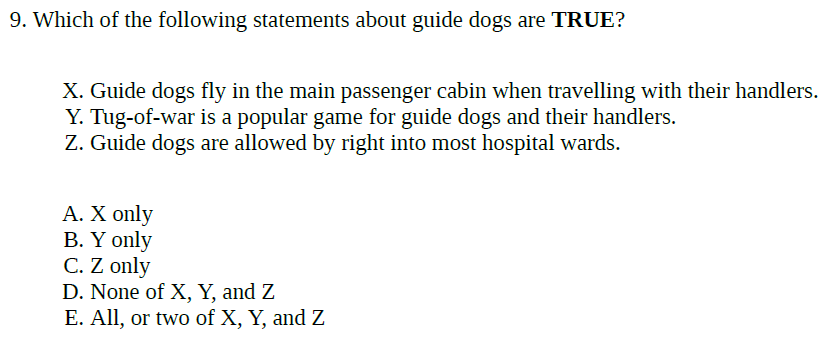 9. Which of the following statements about guide dogs are TRUE?
X. Guide dogs fly in the main passenger cabin when travelling with their handlers.
Y. Tug-of-war is a popular game for guide dogs and their handlers.
Z. Guide dogs are allowed by right into most hospital wards.
A. X only
B. Y only
C. Z only
D. None of X, Y, and Z
E. All, or two of X, Y, and Z